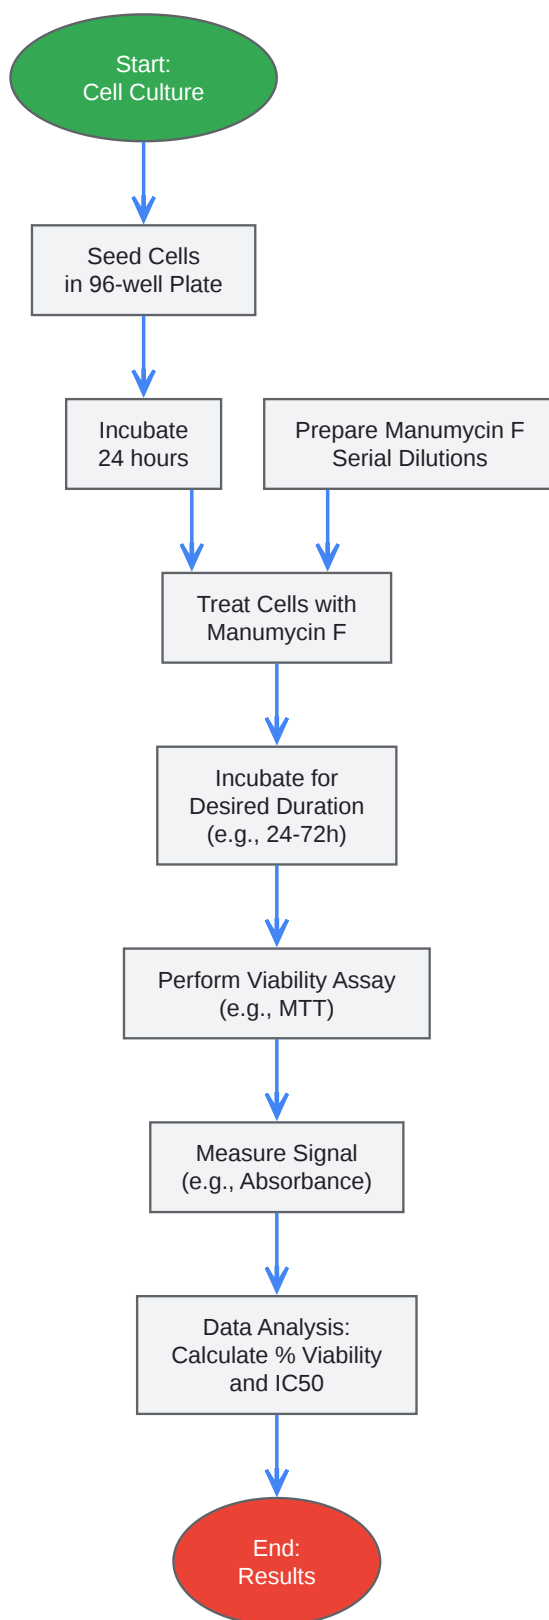 Start:
Cell Culture
Seed Cells
in 96-well Plate
Incubate
24 hours
Prepare Manumycin F
Serial Dilutions
Treat Cells with
Manumycin F
Incubate for
Desired Duration
(e.g., 24-72h)
Perform Viability Assay
(e.g., MTT)
Measure Signal
(e.g., Absorbance)
Data Analysis:
Calculate % Viability
and IC50
End:
Results